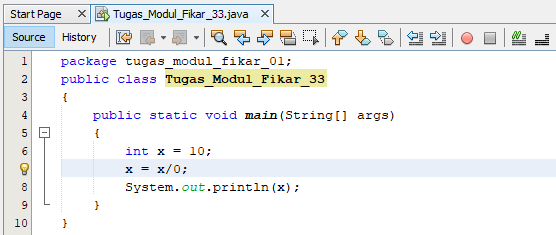 Start Page Tugas_Modul_Fikar_33.java
Source History
1 package tugas_modul_fikar_01;
2 public class Tugas_Modul_Fikar_33
3 {
4 public static void main(String[] args)
5 {
6 int x = 10;
x = x/0;
8 System.out.println(x);
9 }
10 }